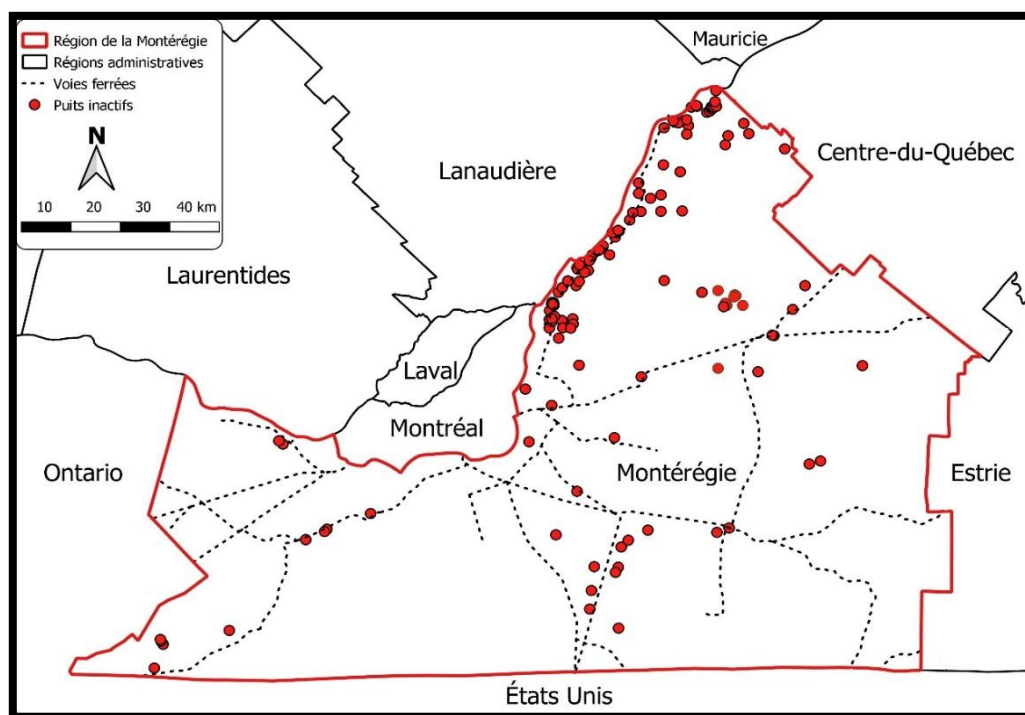 Région de la Montérégie
Régions administratives
Voies ferrées
Puits inactifs
N
10 20 30 40 km
Mauricie
Lanaudière
Centre-du-Québec
Laurentides
Laval
Montréal
Ontario
Montérégie
Estrie
États Unis